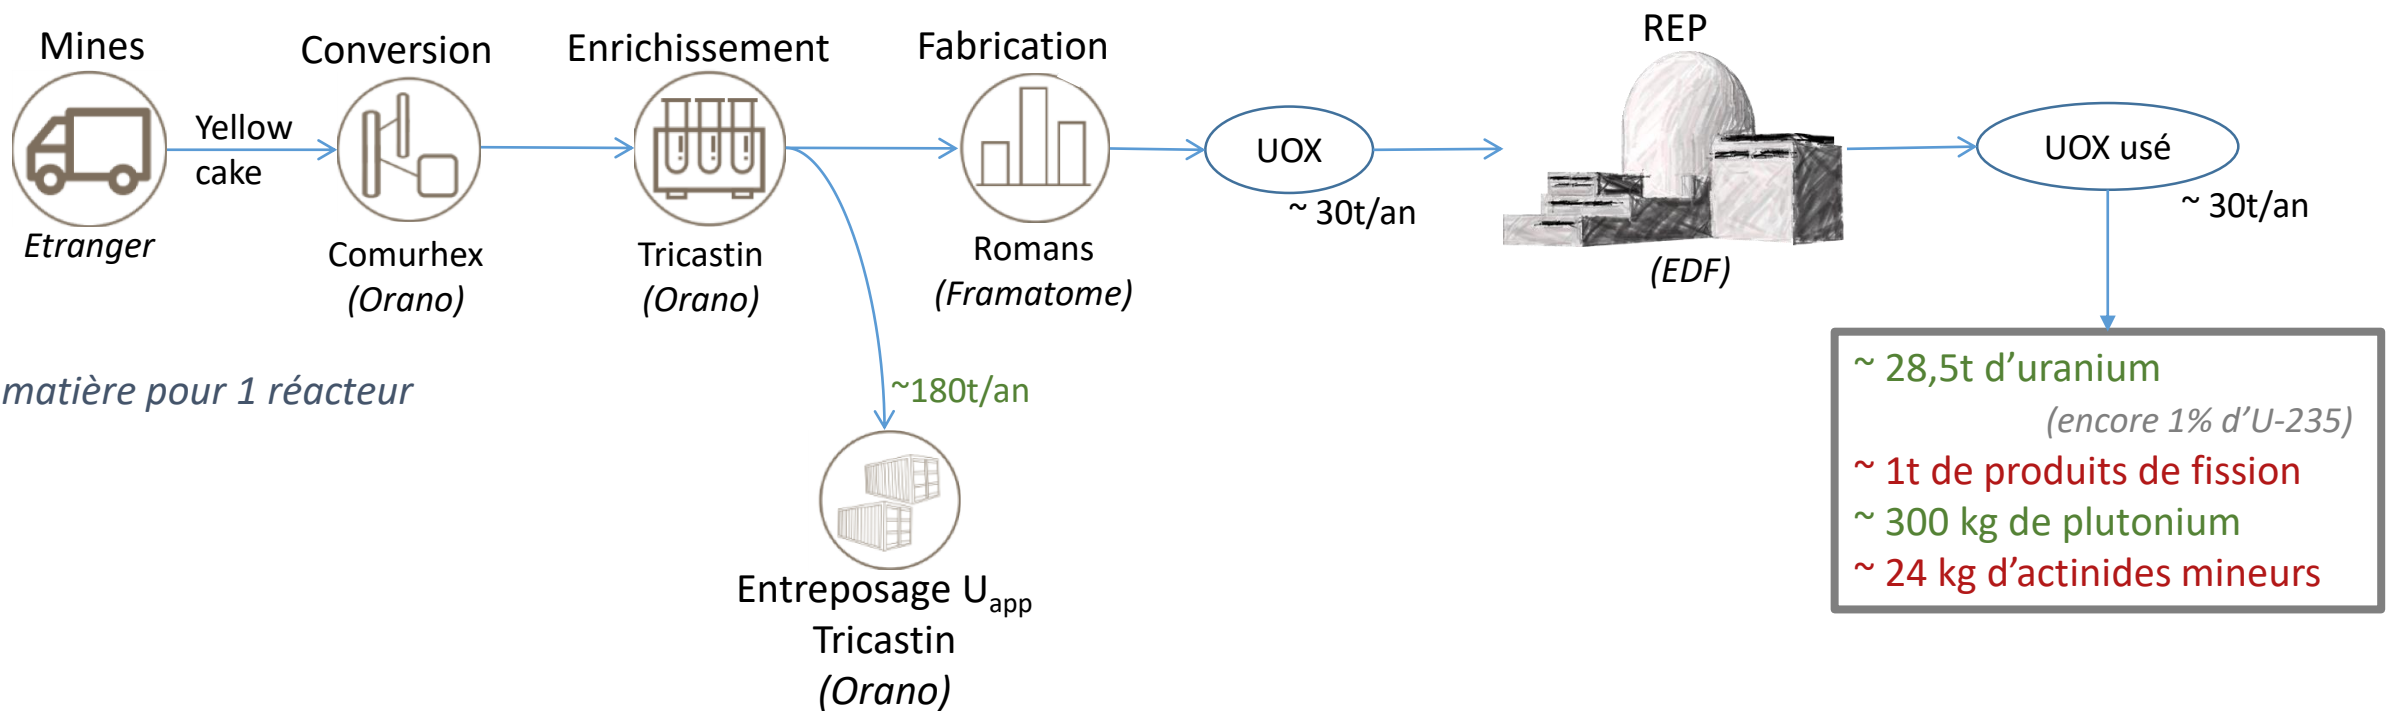 Mines
Conversion
Enrichissement
Fabrication
REP
Yellow
cake
UOX
UOX usé
~ 30t/an
~ 30t/an
Etranger
Comurhex
(Orano)
Tricastin
(Orano)
Romans
(Framatome)
(EDF)
matière pour 1 réacteur
~180t/an
~ 28,5t d’uranium
(encore 1% d’U-235)
~ 1t de produits de fission
~ 300 kg de plutonium
~ 24 kg d’actinides mineurs
Entreposage Uapp
Tricastin
(Orano)